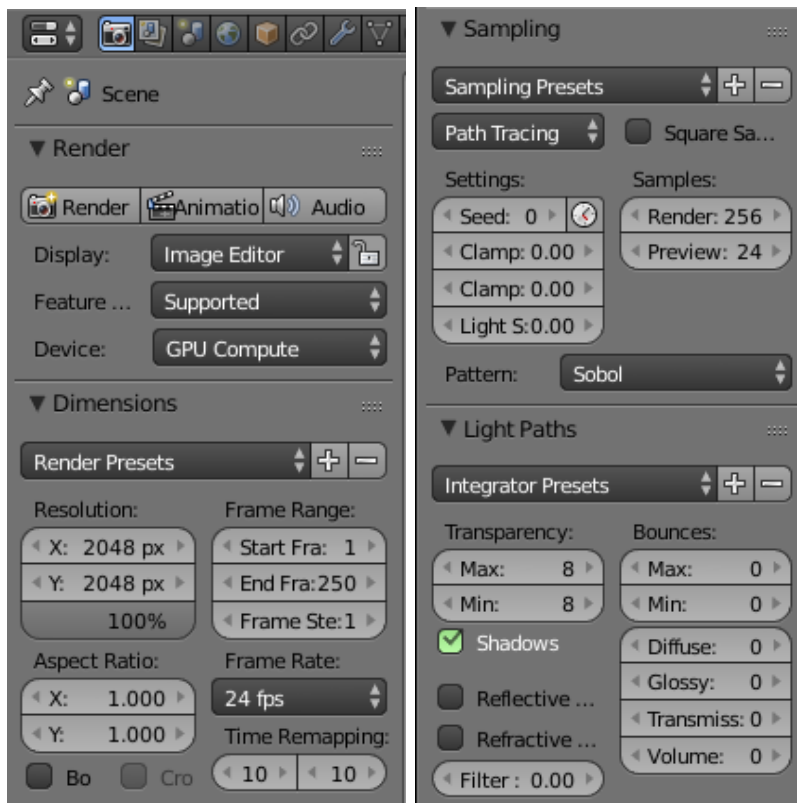 Scene
Render
Render Animatio Audio
Display: Image Editor
Feature ... Supported
Device: GPU Compute
Dimensions
Render Presets
Resolution: Frame Range:
X: 2048 px Start Fra: 1
Y: 2048 px End Fra:250
100% Frame Ste:1
Aspect Ratio: Frame Rate:
X: 1.000 24 fps
Y: 1.000 Time Remapping:
Bo Cro 10 10
Sampling
Sampling Presets
Path Tracing Square Sa...
Settings: Samples:
Seed: 0 Render: 256
Clamp: 0.00 Preview: 24
Clamp: 0.00
Light S:0.00
Pattern: Sobol
Light Paths
Integrator Presets
Transparency: Bounces:
Max: 8 Max: 0
Min: 8 Min: 0
Shadows Diffuse: 0
Reflective ... Glossy: 0
Refractive ... Transmiss: 0
Filter : 0.00 Volume: 0